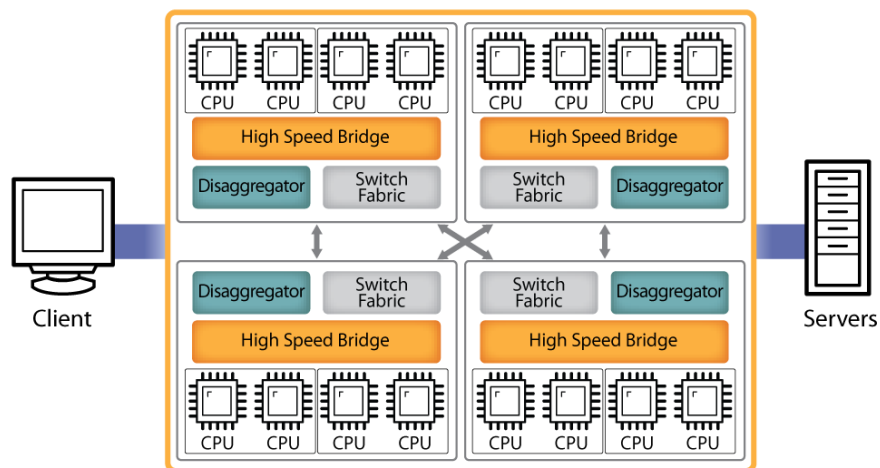 CPU CPU CPU CPU
CPU CPU CPU CPU
High Speed Bridge
High Speed Bridge
Disaggregator
Switch
Fabric
Switch
Fabric
Disaggregator
Client
Servers
Disaggregator
Switch
Fabric
Switch
Fabric
Disaggregator
High Speed Bridge
High Speed Bridge
CPU CPU CPU CPU
CPU CPU CPU CPU